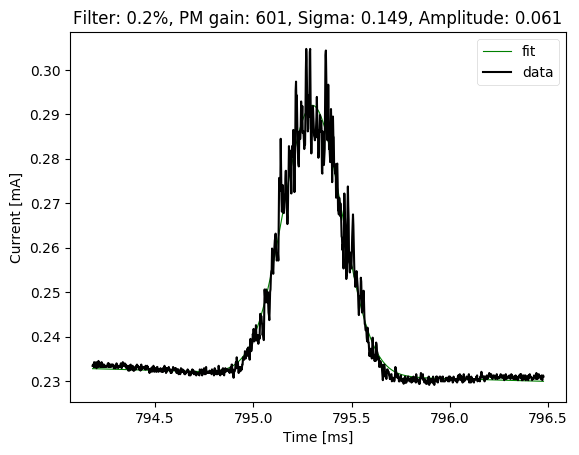 Filter: 0.2%, PM gain: 601, Sigma: 0.149, Amplitude: 0.061
fit
data
0.30
0.29
0.28
0.27
0.26
0.25
0.24
0.23
Current [mA]
794.5
795.0
795.5
796.0
796.5
Time [ms]